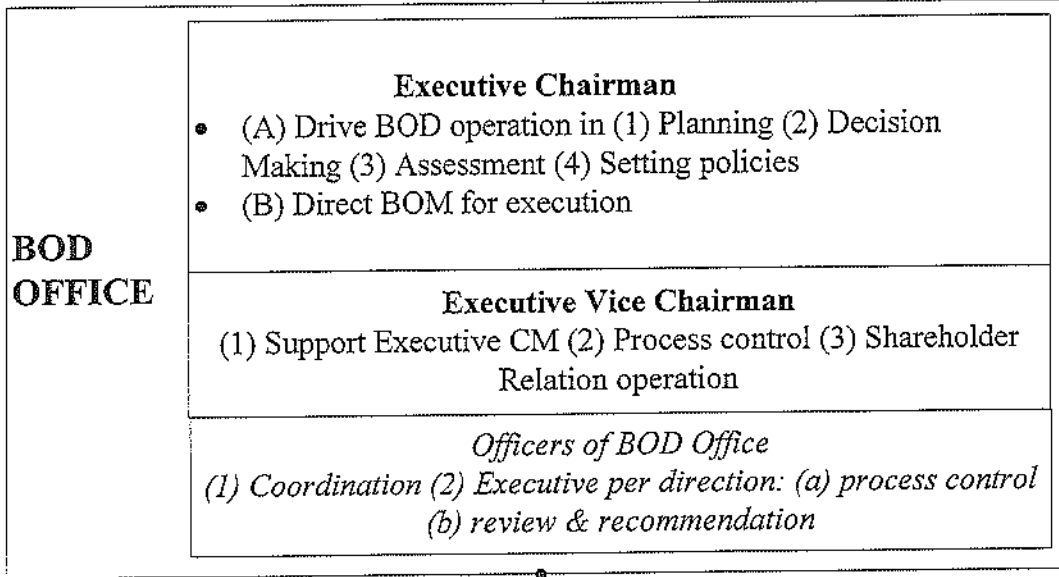 BOD
OFFICE
Executive Chairman
• (A) Drive BOD operation in (1) Planning (2) Decision
Making (3) Assessment (4) Setting policies
• (B) Direct BOM for execution
Executive Vice Chairman
(1) Support Executive CM (2) Process control (3) Shareholder
Relation operation
Officers of BOD Office
(1) Coordination (2) Executive per direction: (a) process control
(b) review & recommendation